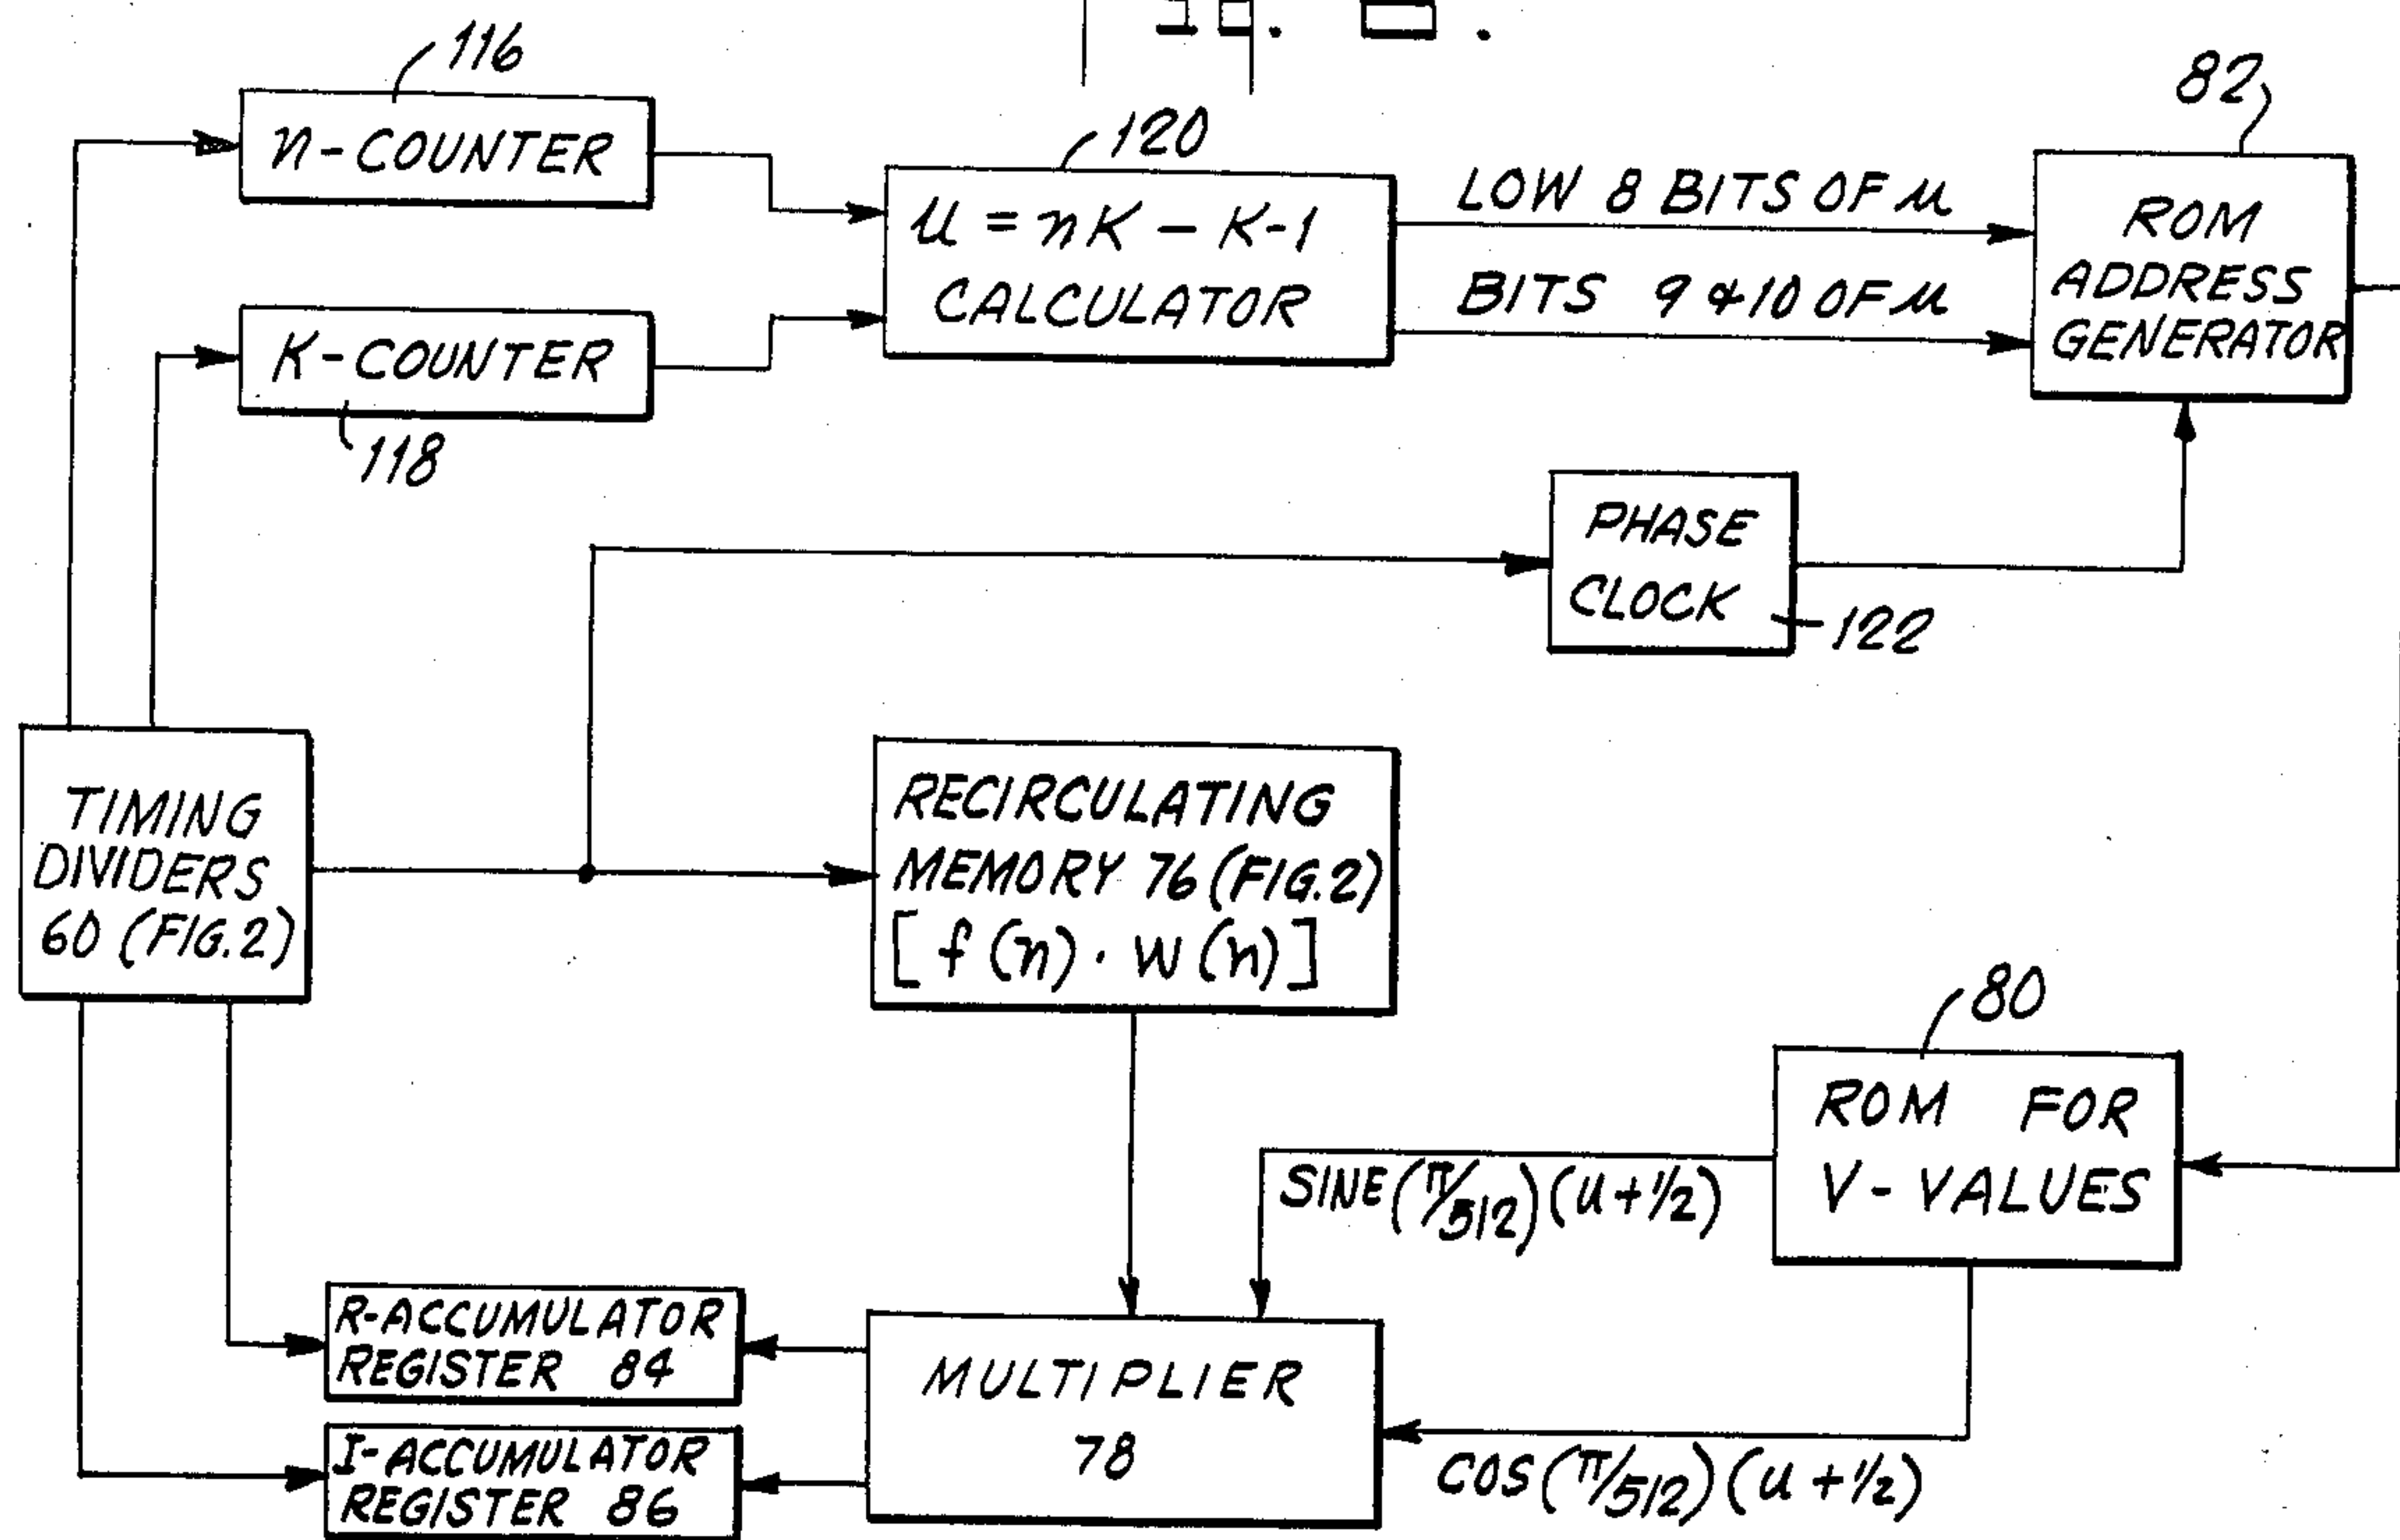 116
n-COUNTER
120
U = nK - K-1
CALCULATOR
LOW 8 BITS OF u
BITS 9 & 10 OF u
82
ROM
ADDRESS
GENERATOR
K-COUNTER
118
PHASE
CLOCK
122
TIMING
DIVIDERS
60 (FIG.2)
RECIRCULATING
MEMORY 76 (FIG.2)
[f(n)·W(n)]
80
ROM FOR
V-VALUES
SINE(π/512)(U+1/2)
R-ACCUMULATOR
REGISTER 84
MULTIPLIER
78
I-ACCUMULATOR
REGISTER 86
COS(π/512)(U+1/2)